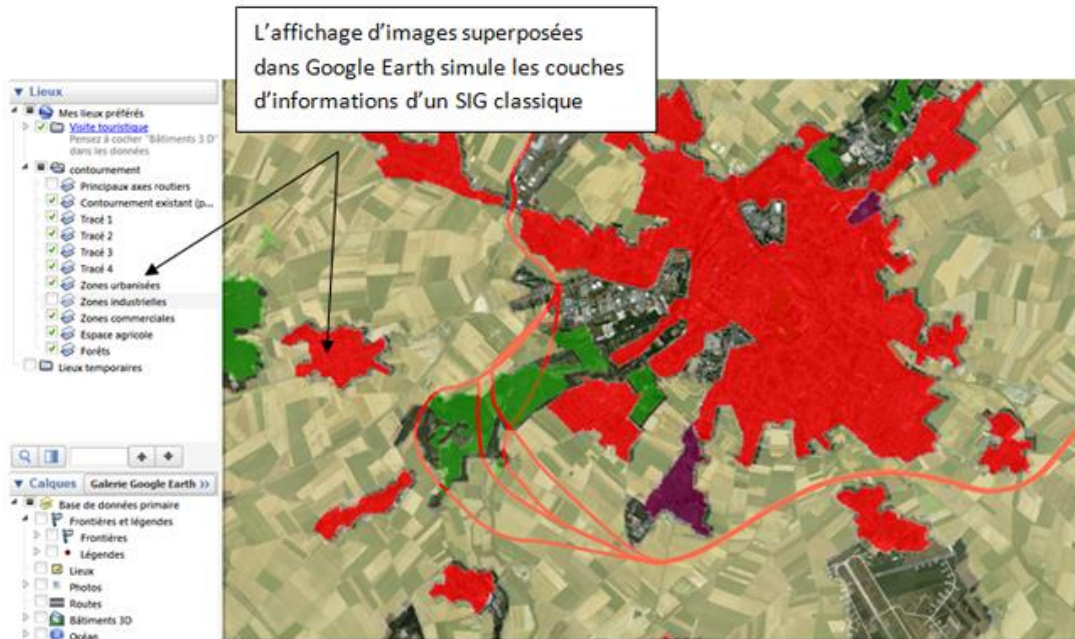 L'affichage d'images superposées
dans Google Earth simule les couches
d'informations d'un SIG classique
Lieux
Mes lieux préférés
Visite touristique
Pensez à cocher "Bâtiments 3 D"
dans les données
contournement
Principaux axes routiers
Contournement existant (p...
Tracé 1
Tracé 2
Tracé 3
Tracé 4
Zones urbanisées
Zones industrielles
Zones commerciales
Espace agricole
Forêts
Lieux temporaires
Calques Galerie Google Earth >>
Base de données primaire
Frontières et légendes
Frontières
Légendes
Lieux
Photos
Routes
Bâtiments 3D
Océan